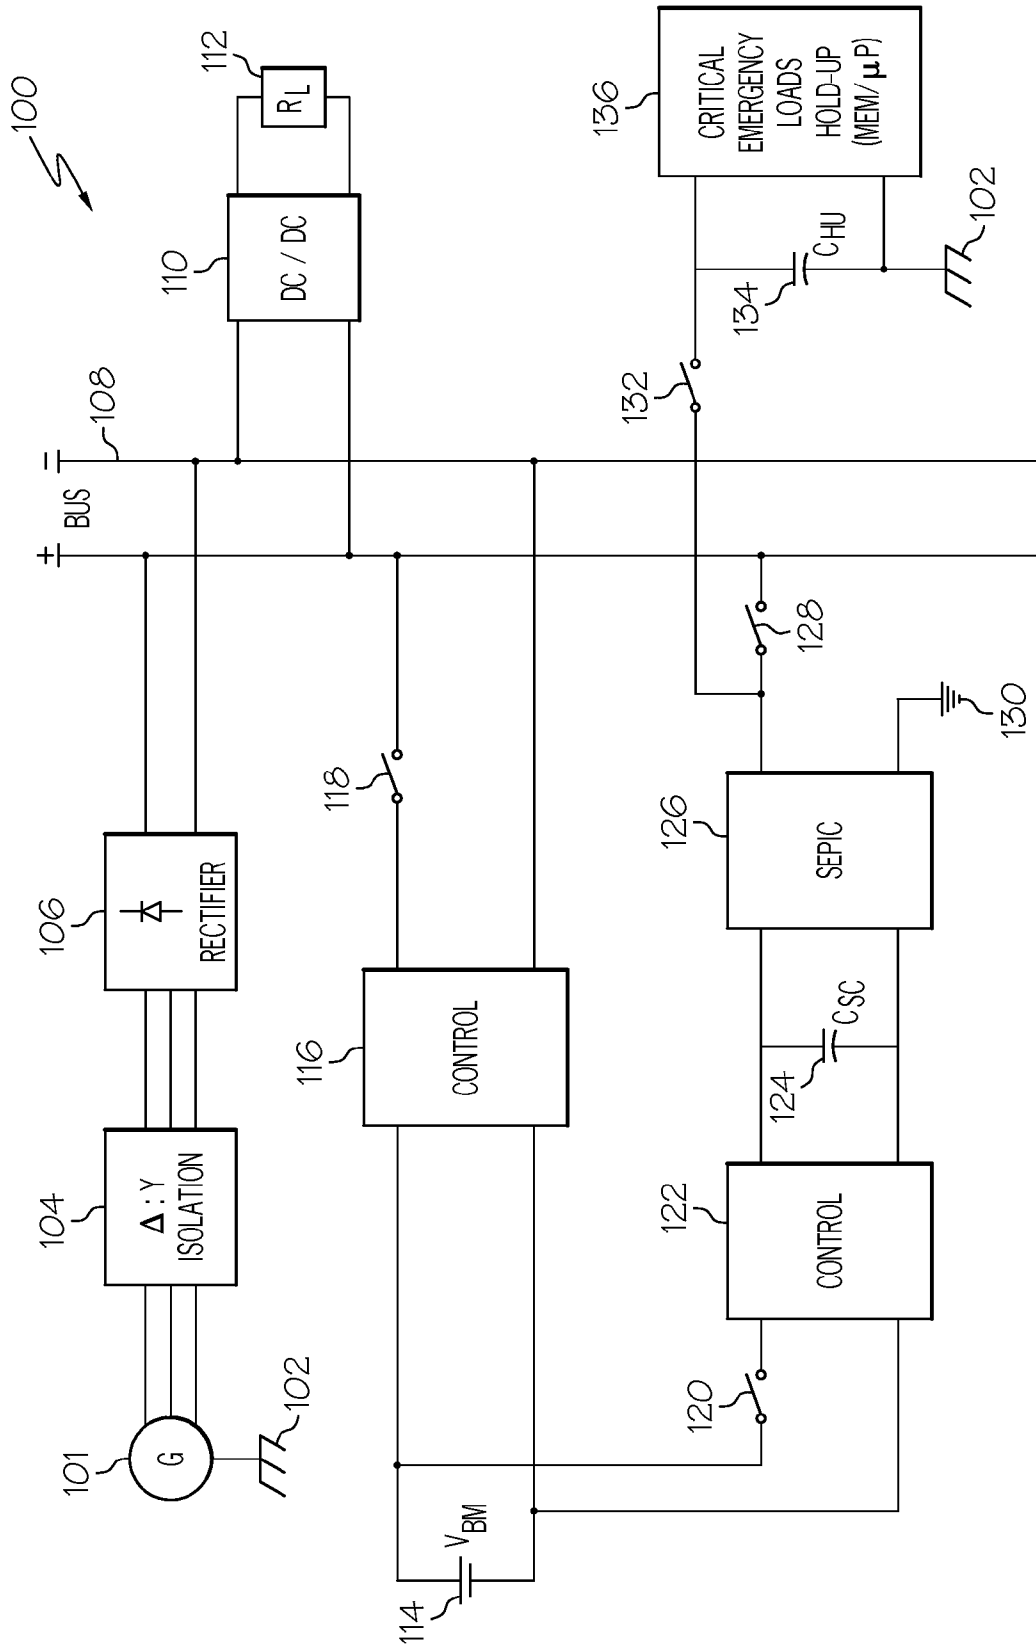 100
101
G
102
104
Δ : Y
ISOLATION
106
RECTIFIER
+
BUS
−
108
110
DC / DC
112
RL
114
VBM
116
CONTROL
118
120
122
CONTROL
124
CSC
126
SEPIC
128
130
132
134
CHU
102
136
CRITICAL
EMERGENCY
LOADS
HOLD-UP
(MEM/μP)